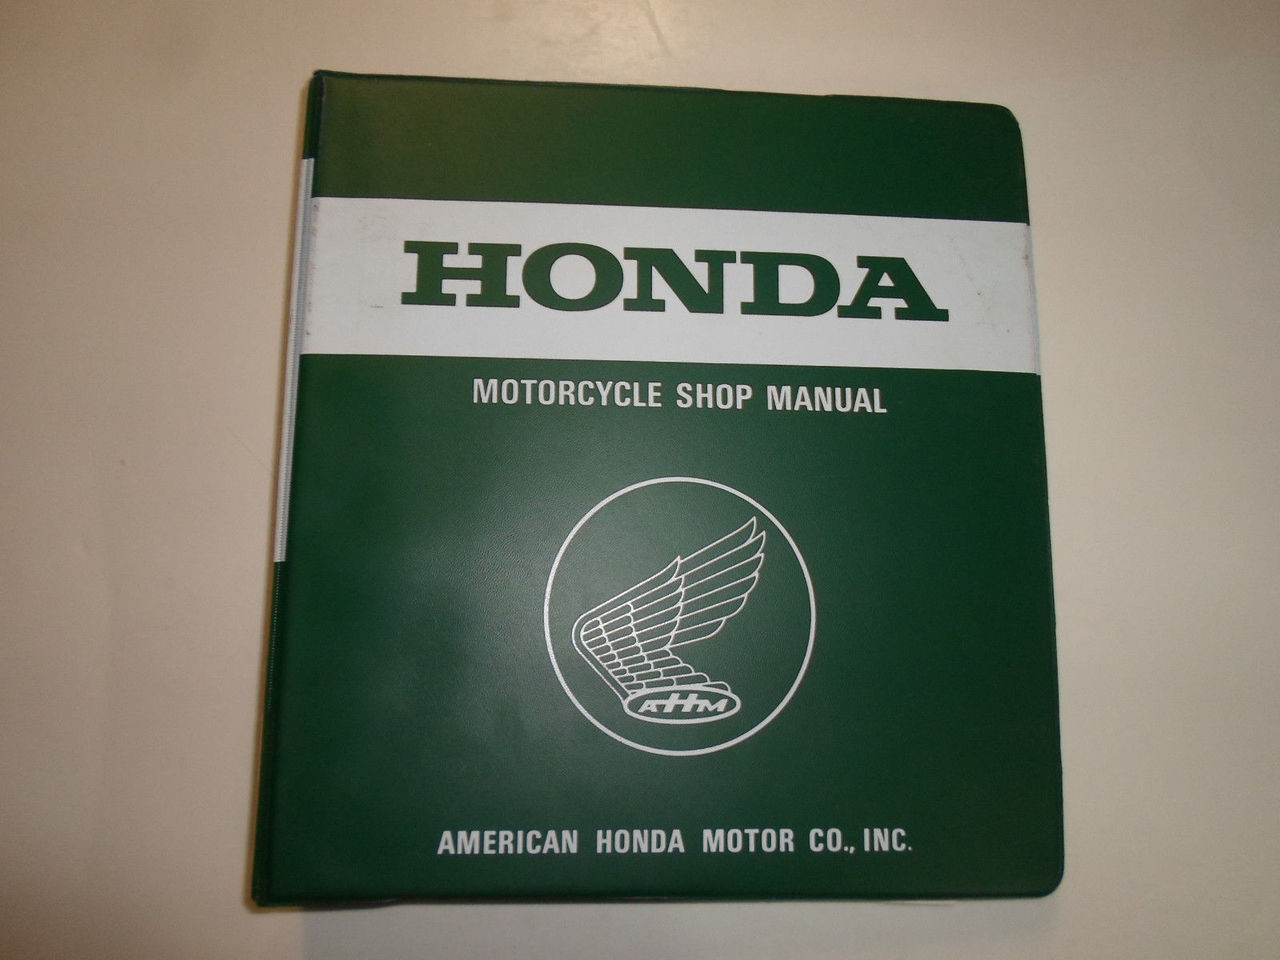 HONDA
MOTORCYCLE SHOP MANUAL
AHM
AMERICAN HONDA MOTOR CO., INC.